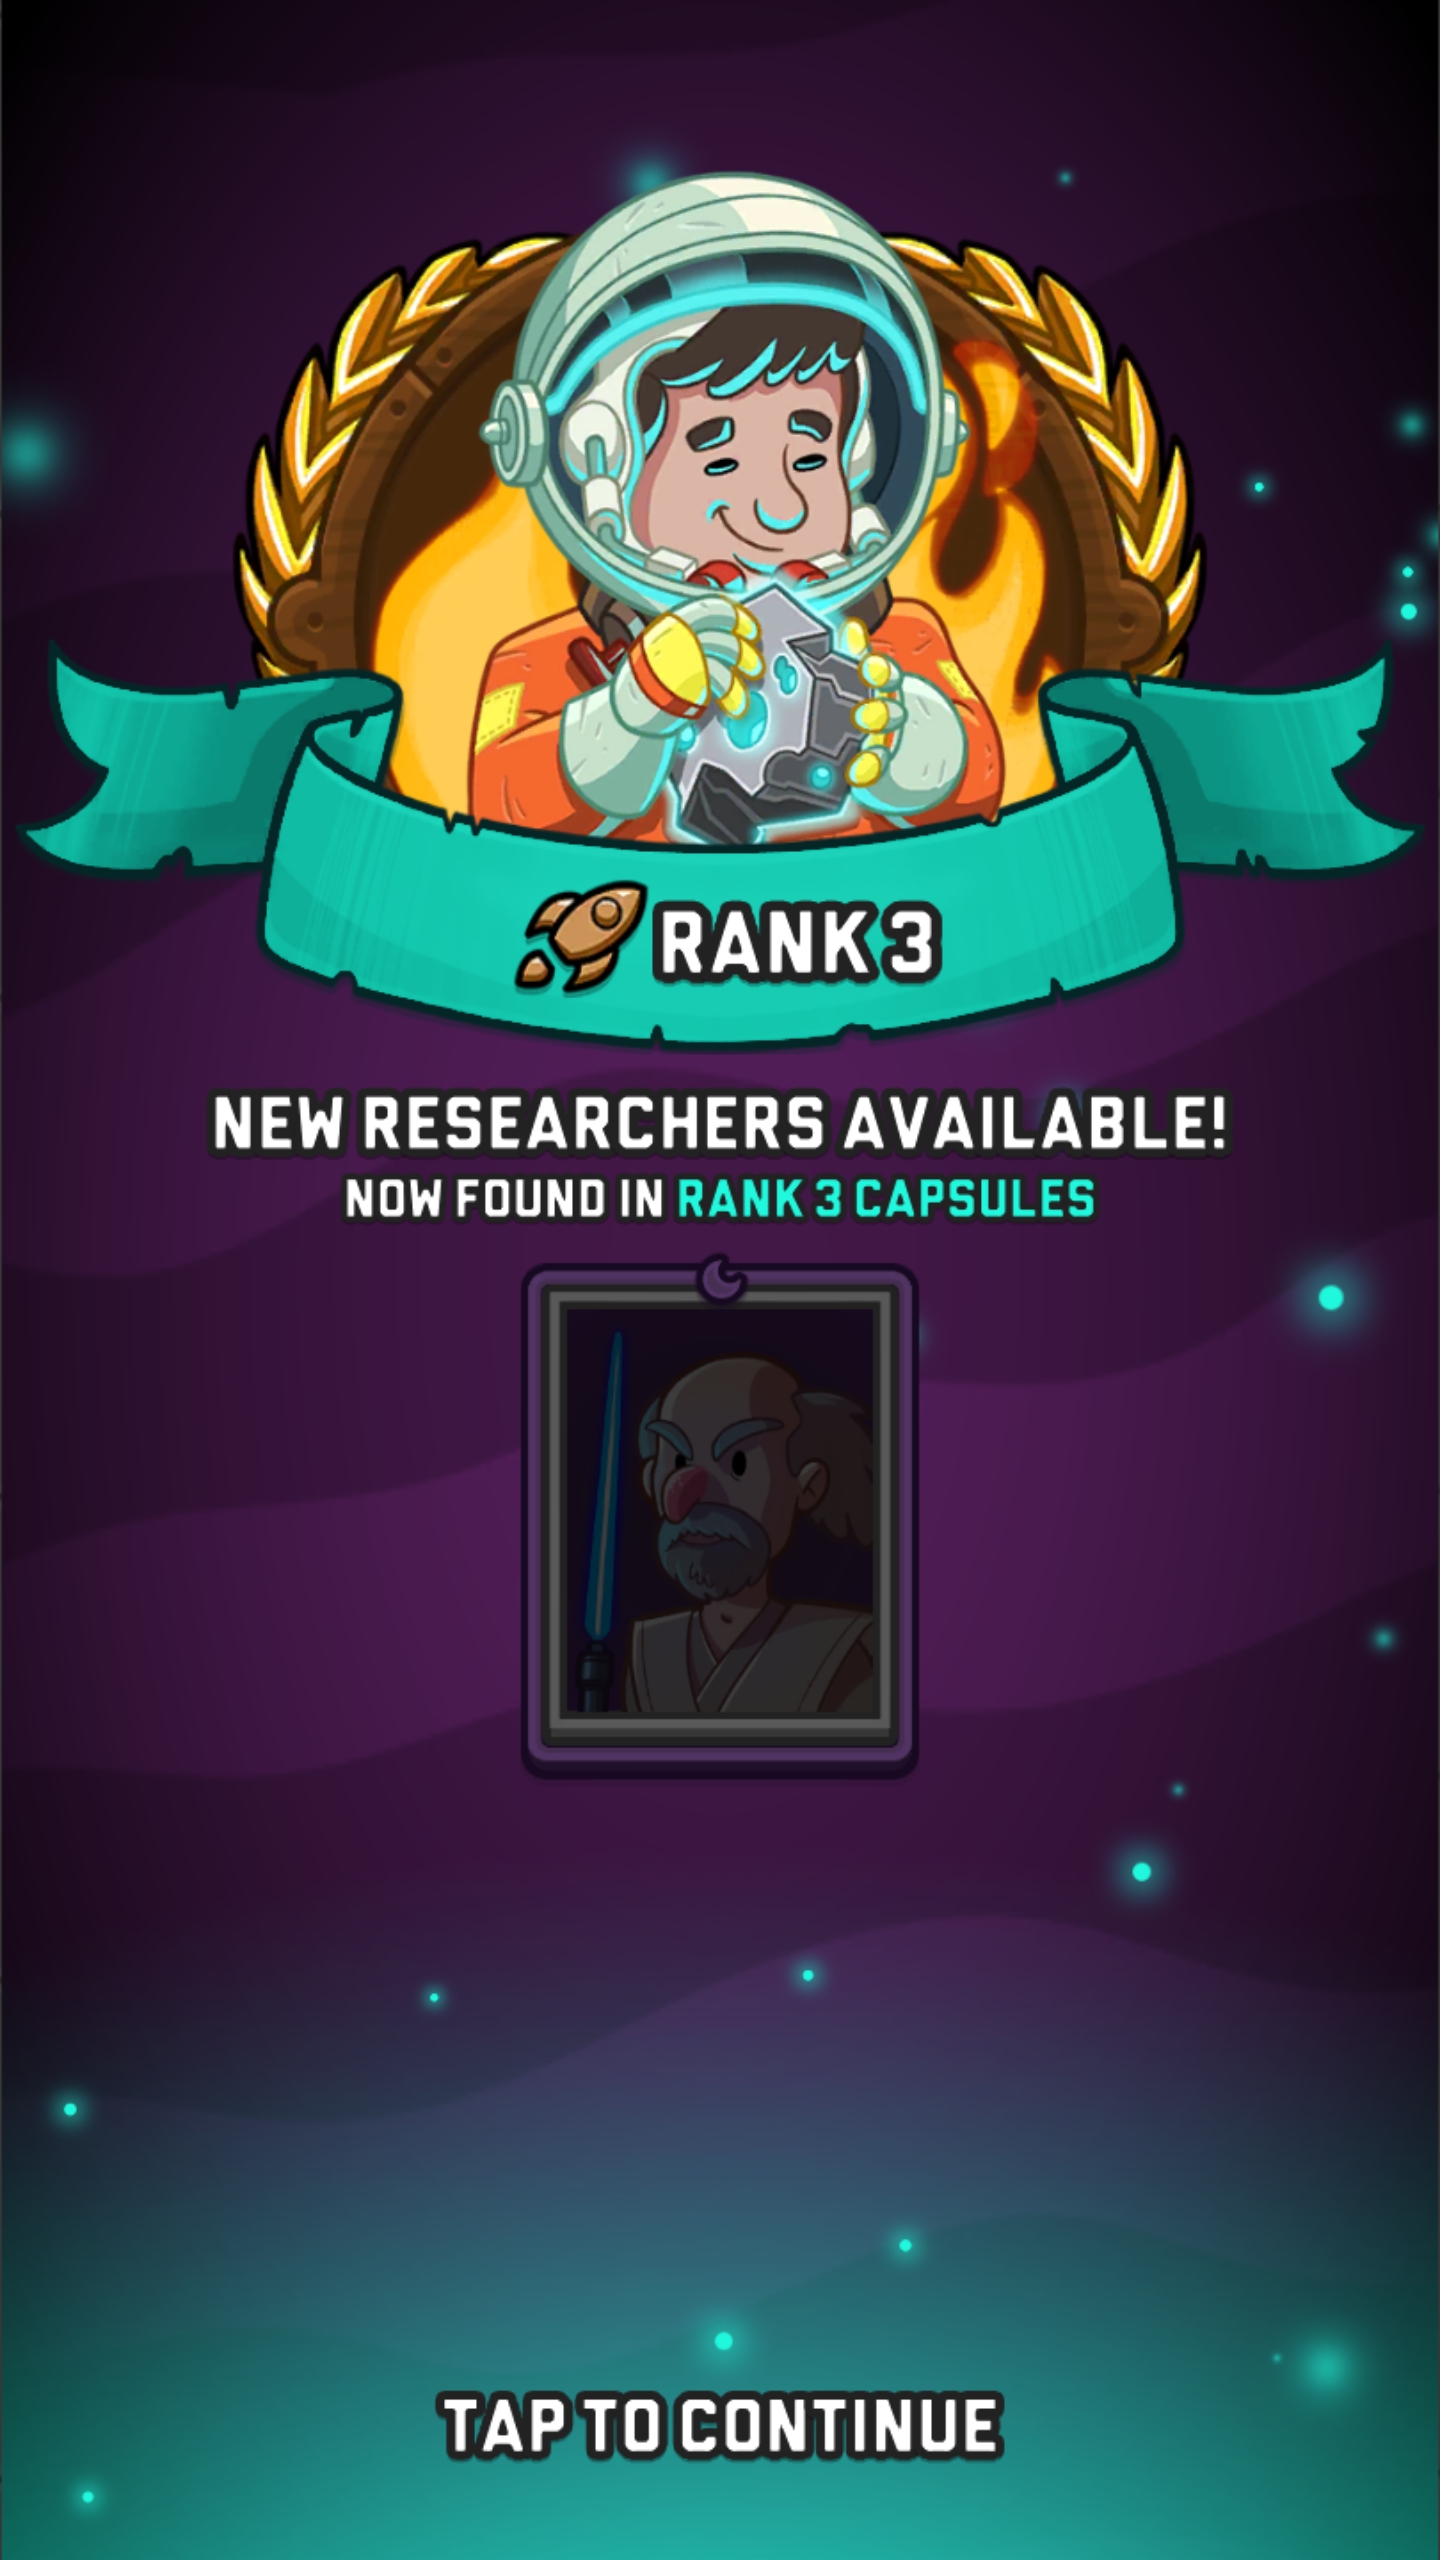 RANK 3
NEW RESEARCHERS AVAILABLE!
NOW FOUND IN RANK 3 CAPSULES
TAP TO CONTINUE